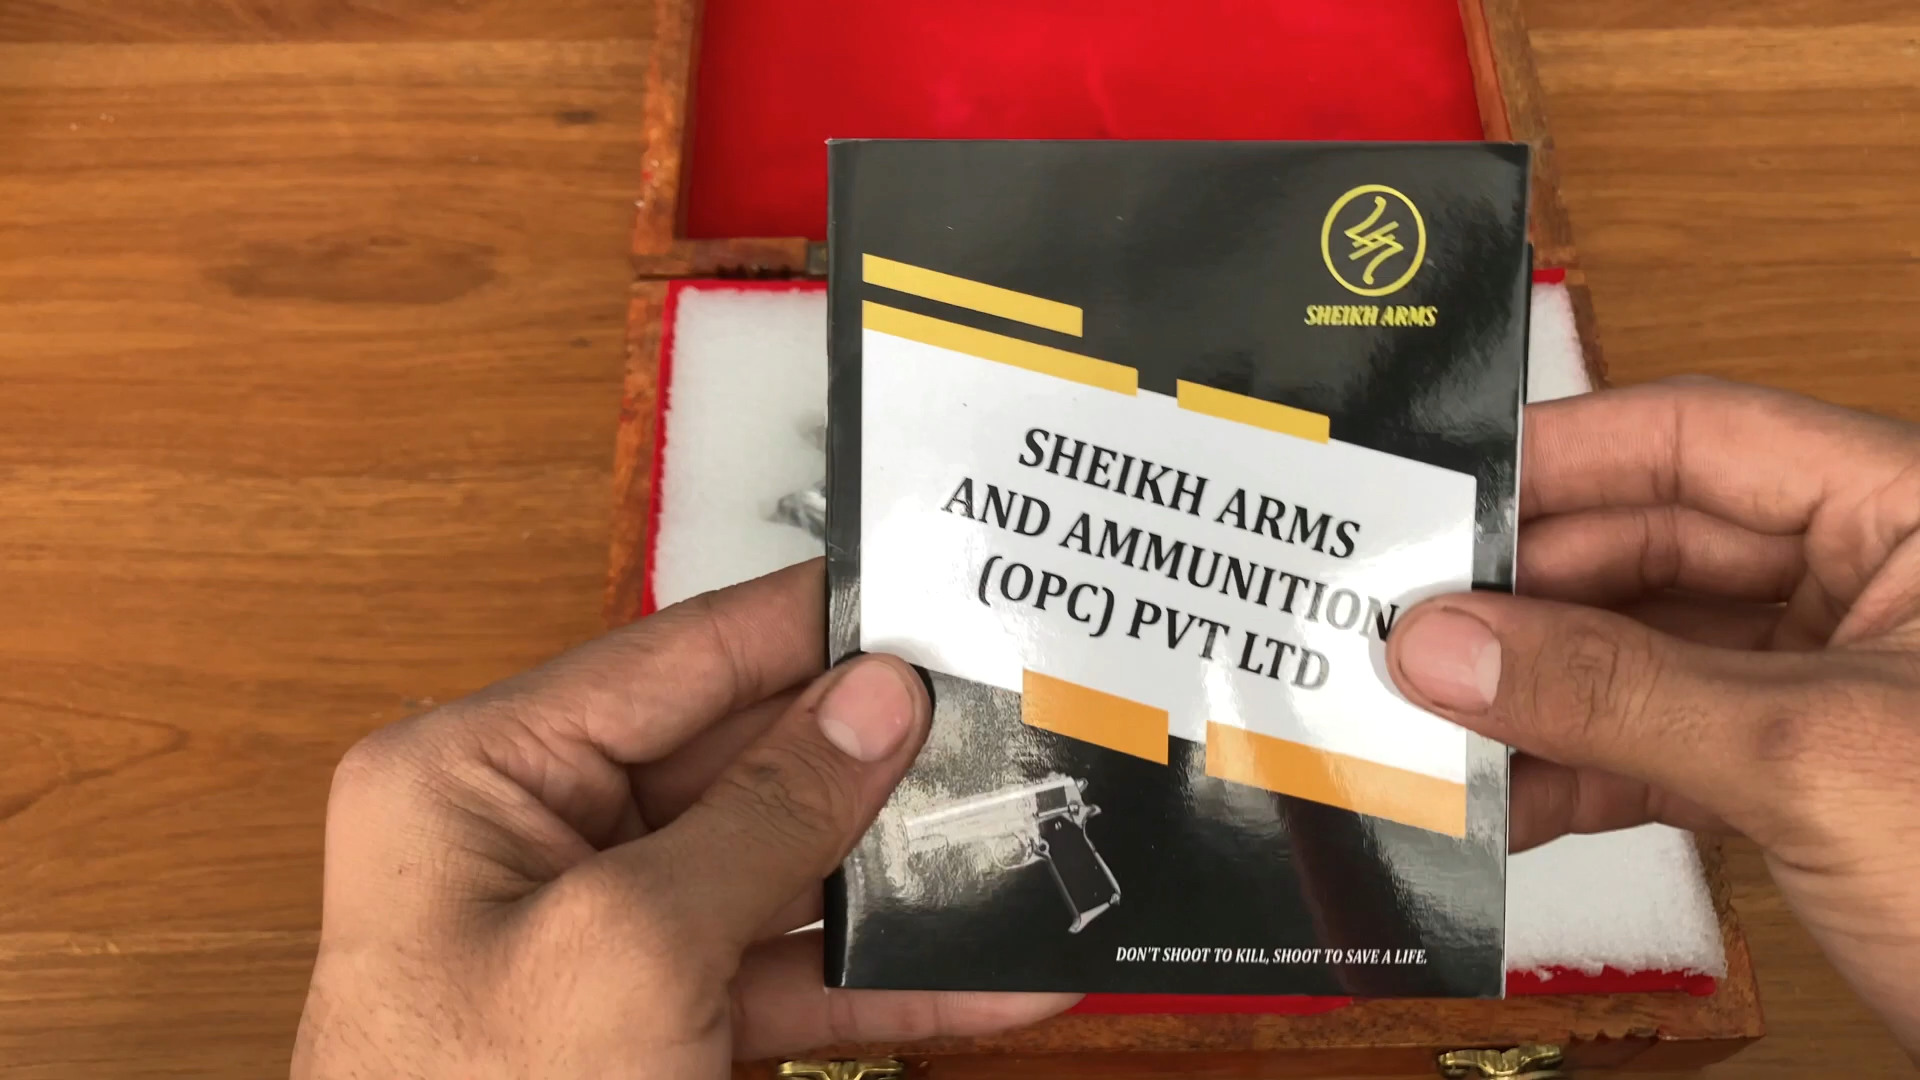 SHEIKH ARMS
SHEIKH ARMS
AND AMMUNITION
(OPC) PVT LTD
DON'T SHOOT TO KILL, SHOOT TO SAVE A LIFE.